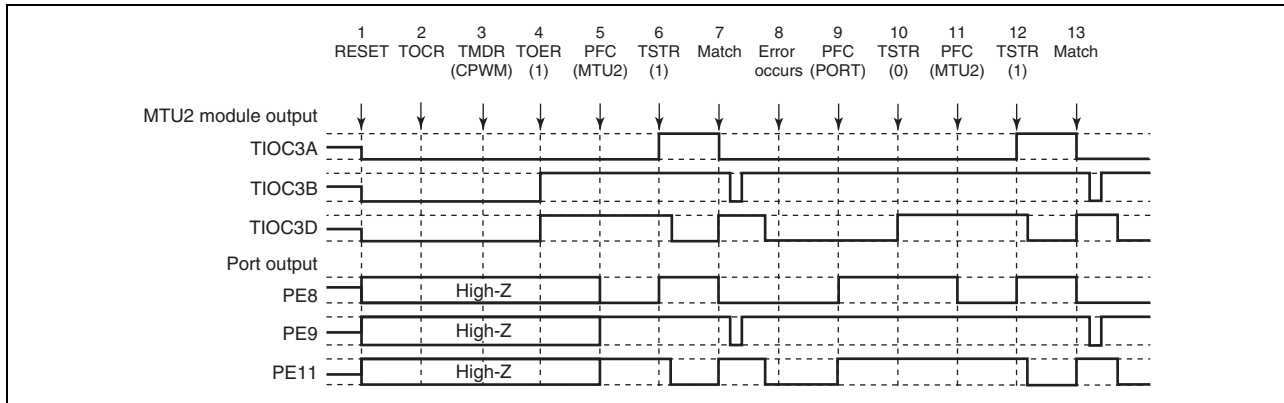 1 2 3 4 5 6 7 8 9 10 11 12 13
RESET TOCR TMDR TOER PFC TSTR Match Error PFC TSTR PFC TSTR Match
(CPWM) (1) (MTU2) (1) occurs (PORT) (0) (MTU2) (1)
MTU2 module output
TIOC3A
TIOC3B
TIOC3D
Port output
PE8 High-Z
PE9 High-Z
PE11 High-Z